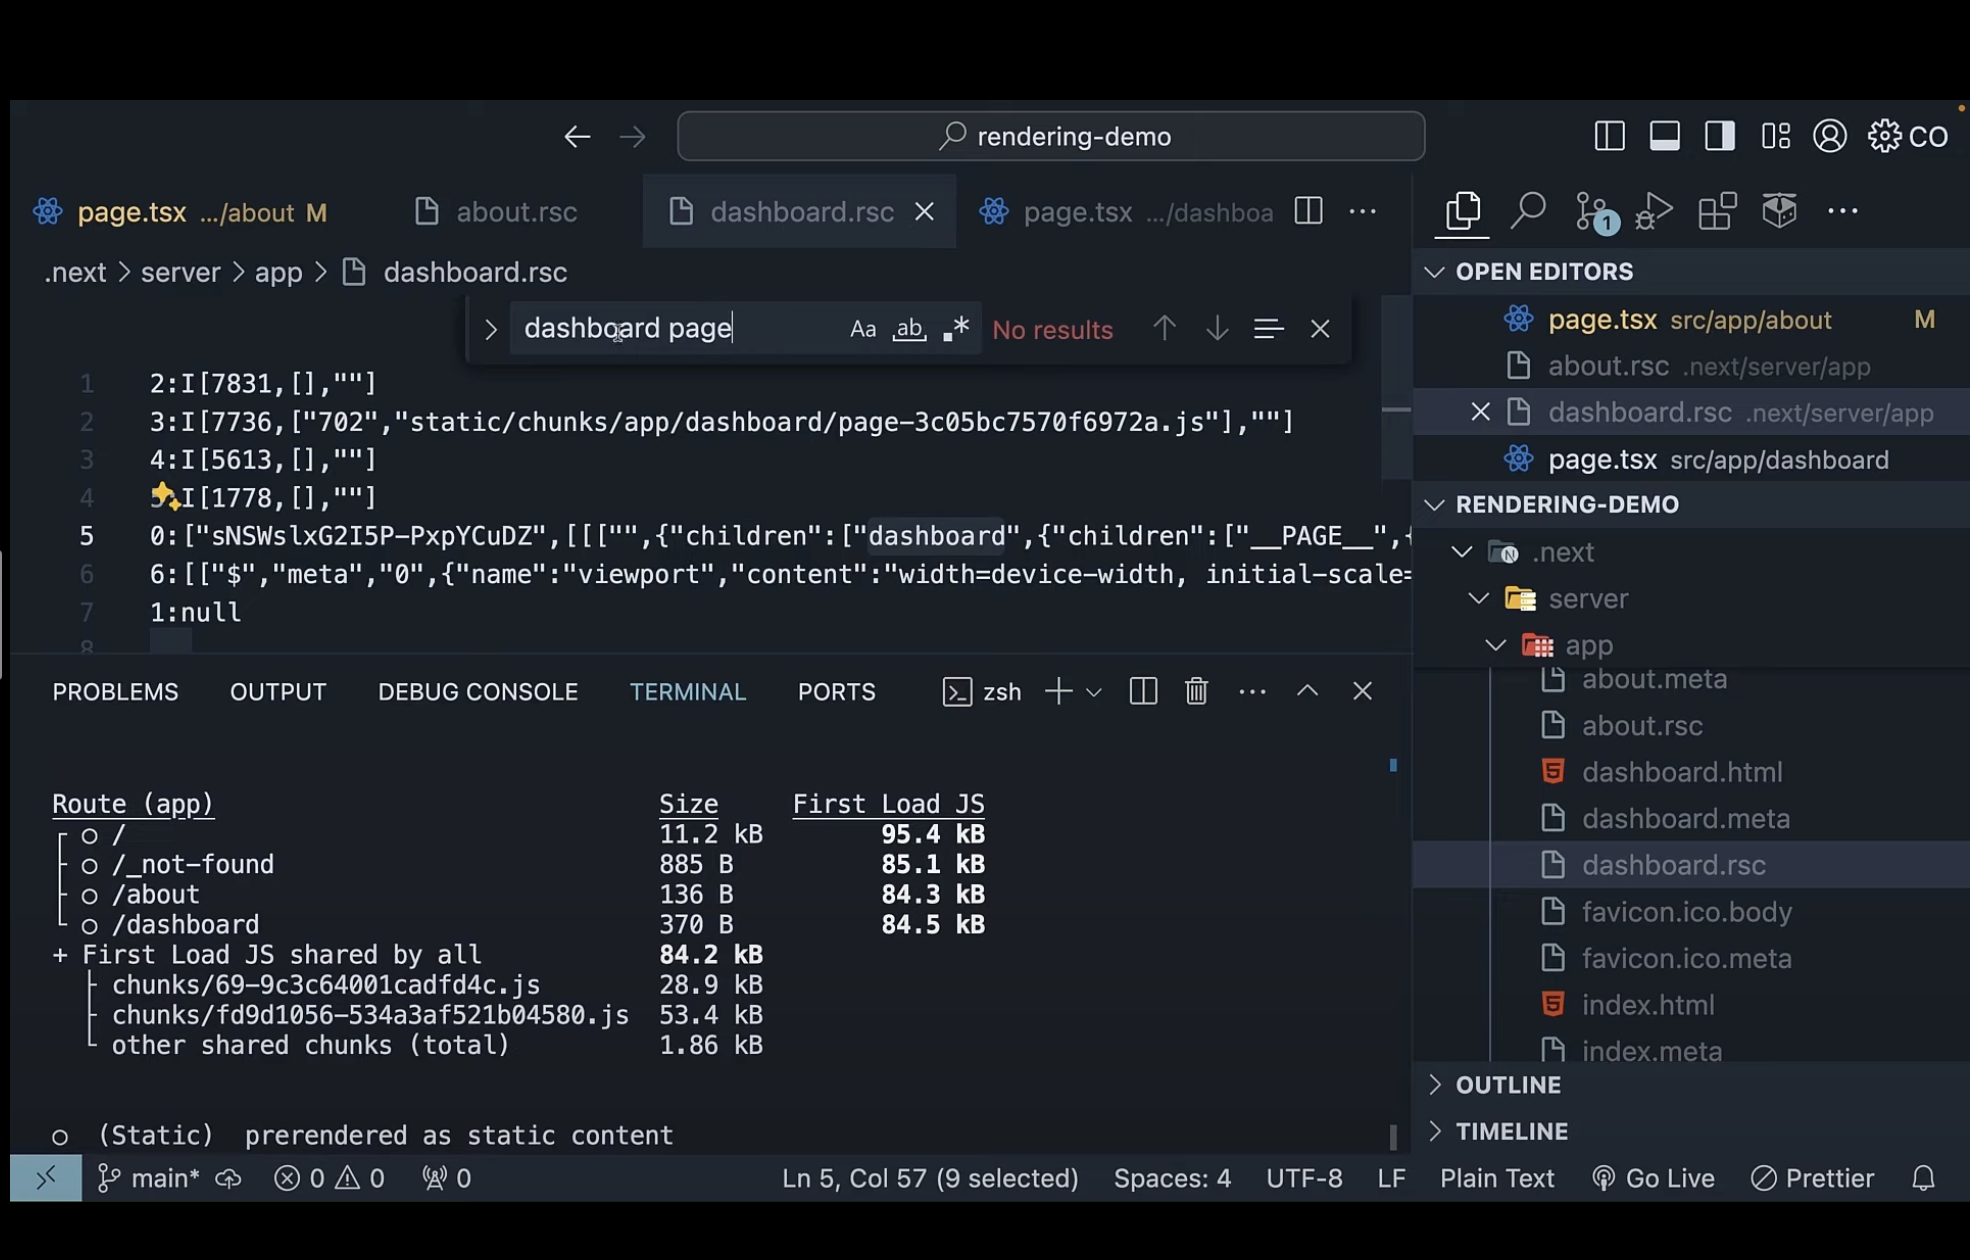 rendering-demo
CO
page.tsx .../about M
about.rsc
dashboard.rsc
page.tsx .../dashboa
.next > server > app > dashboard.rsc
dashboard page
Aa ab .* No results
1 2:I[7831,[],""]
2 3:I[7736,["702","static/chunks/app/dashboard/page-3c05bc7570f6972a.js"],""]
3 4:I[5613,[],""]
4 5:I[1778,[],""]
5 0:["sNSWslxG2I5P-PxpYCuDZ",[[["",{"children":["dashboard",{"children":["__PAGE__",{
6 6:[["$","meta","0",{"name":"viewport","content":"width=device-width, initial-scale=
7 1:null
8
PROBLEMS OUTPUT DEBUG CONSOLE TERMINAL PORTS zsh
Route (app) Size First Load JS
┌ ○ / 11.2 kB 95.4 kB
├ ○ /_not-found 885 B 85.1 kB
├ ○ /about 136 B 84.3 kB
└ ○ /dashboard 370 B 84.5 kB
+ First Load JS shared by all 84.2 kB
├ chunks/69-9c3c64001cadfd4c.js 28.9 kB
├ chunks/fd9d1056-534a3af521b04580.js 53.4 kB
└ other shared chunks (total) 1.86 kB
○ (Static) prerendered as static content
1
OPEN EDITORS
page.tsx src/app/about M
about.rsc .next/server/app
dashboard.rsc .next/server/app
page.tsx src/app/dashboard
RENDERING-DEMO
.next
server
app
about.meta
about.rsc
dashboard.html
dashboard.meta
dashboard.rsc
favicon.ico.body
favicon.ico.meta
index.html
index.meta
OUTLINE
TIMELINE
main* 0 0 0 Ln 5, Col 57 (9 selected) Spaces: 4 UTF-8 LF Plain Text Go Live Prettier